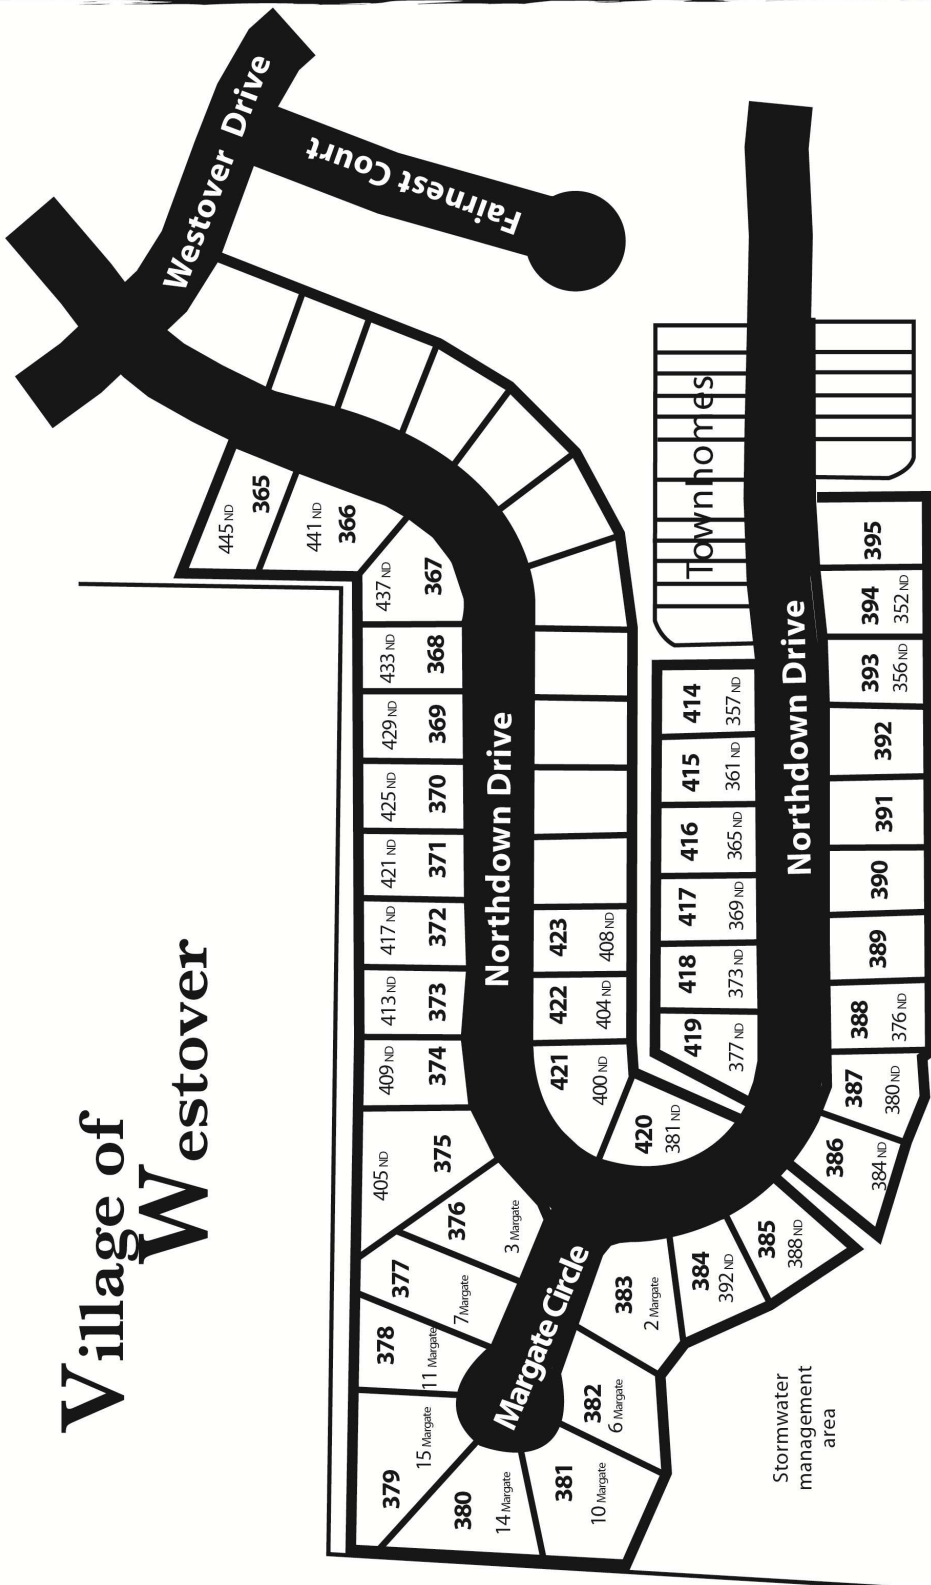 Village of
Westover
Westover Drive
Fairnest Court
445 ND
365
441 ND
366
437 ND
367
433 ND
368
429 ND
369
425 ND
370
421 ND
371
417 ND
372
413 ND
373
409 ND
374
405 ND
375
376
3 Margate
377
7 Margate
378
11 Margate
379
15 Margate
380
14 Margate
381
10 Margate
382
6 Margate
383
2 Margate
Margate Circle
384
392 ND
385
388 ND
386
384 ND
387
380 ND
388
376 ND
389
390
391
392
393
356 ND
394
352 ND
395
Northdown Drive
Northdown Drive
Townhomes
414
357 ND
415
361 ND
416
365 ND
417
369 ND
418
373 ND
419
377 ND
420
381 ND
421
400 ND
422
404 ND
423
408 ND
Stormwater
management
area